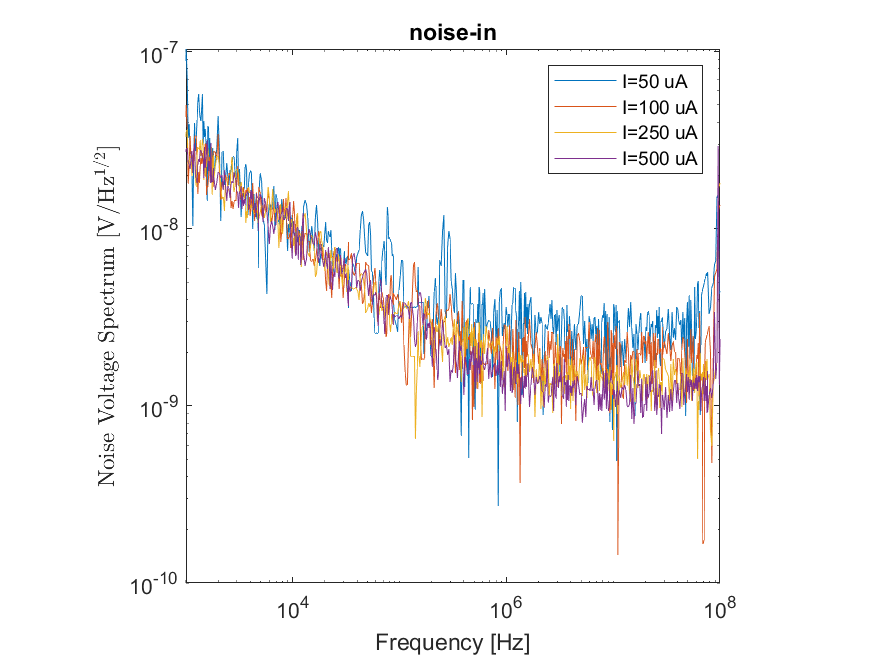 noise-in
10^-7
10^-8
10^-9
10^-10
Noise Voltage Spectrum [V/Hz^1/2]
I=50 uA
I=100 uA
I=250 uA
I=500 uA
10^4
10^6
10^8
Frequency [Hz]